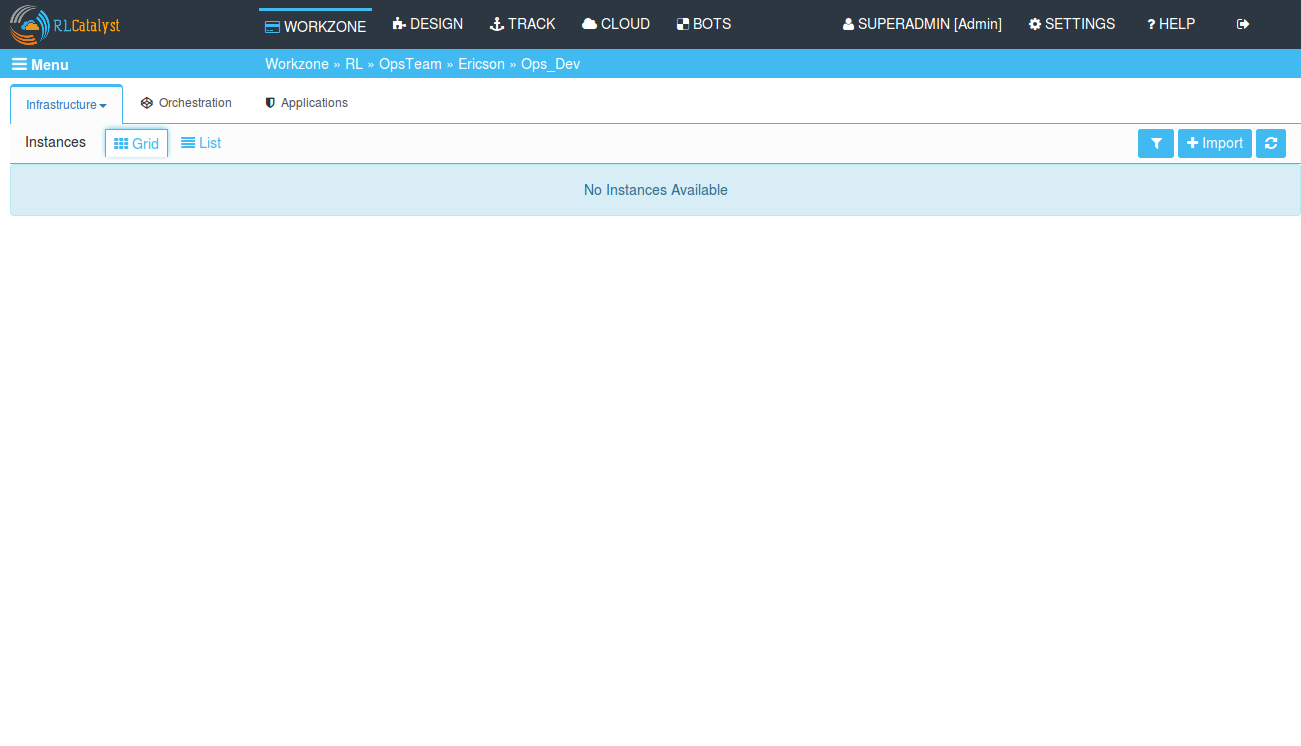 RLCatalyst WORKZONE DESIGN TRACK CLOUD BOTS SUPERADMIN [Admin] SETTINGS ? HELP
Menu Workzone » RL » OpsTeam » Ericson » Ops_Dev
Infrastructure Orchestration Applications
Instances Grid List Import
No Instances Available